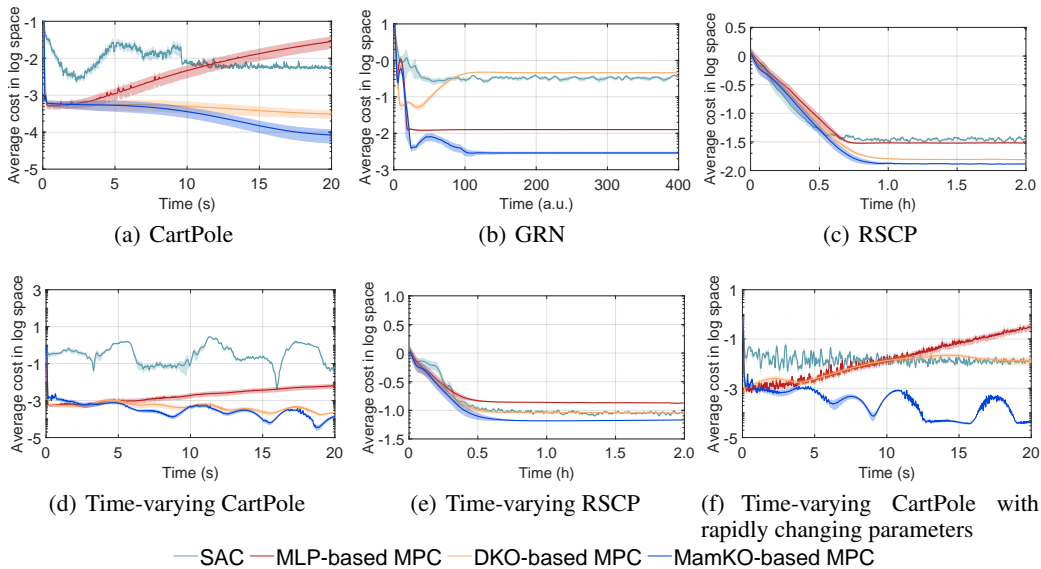 Average cost in log space
-1
-2
-3
-4
-5
0 5 10 15 20
Time (s)
(a) CartPole
Average cost in log space
-0
-1
-2
-3
0 100 200 300 400
Time (a.u.)
(b) GRN
Average cost in log space
0.5
0.0
-0.5
-1.0
-1.5
-2.0
0 0.5 1.0 1.5 2.0
Time (h)
(c) RSCP
Average cost in log space
3
1
-1
-3
-5
0 5 10 15 20
Time (s)
(d) Time-varying CartPole
Average cost in log space
1.0
0.5
0
-0.5
-1.0
-1.5
0 0.5 1.0 1.5 2.0
Time (h)
(e) Time-varying RSCP
Average cost in log space
3
1
-1
-3
-5
0 5 10 15 20
Time (s)
(f) Time-varying CartPole with
rapidly changing parameters
SAC MLP-based MPC DKO-based MPC MamKO-based MPC